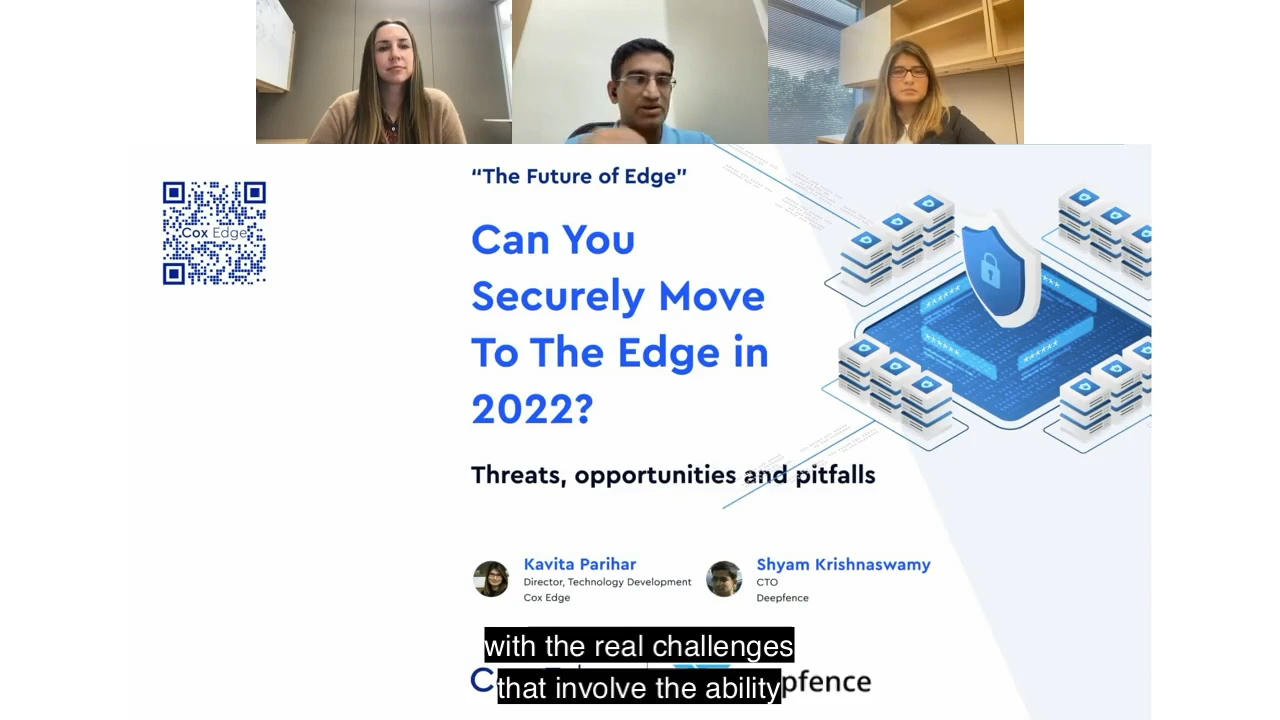 “The Future of Edge”
Cox Edge
Can You
Securely Move
To The Edge in
2022?
Threats, opportunities and pitfalls
Kavita Parihar
Director, Technology Development
Cox Edge
Shyam Krishnaswamy
CTO
Deepfence
with the real challenges
that involve the ability
pfence